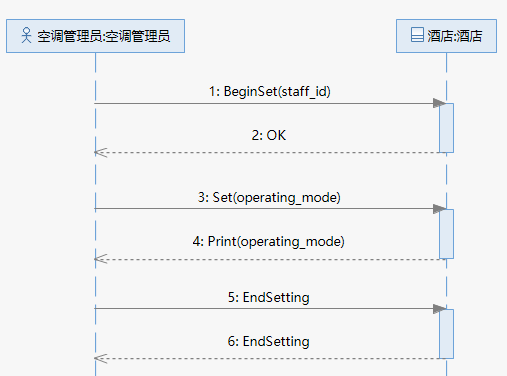 空调管理员:空调管理员
酒店:酒店
1: BeginSet(staff_id)
2: OK
3: Set(operating_mode)
4: Print(operating_mode)
5: EndSetting
6: EndSetting